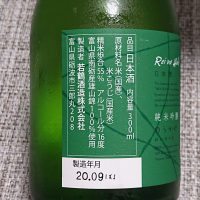 品目 日本酒 内容量 300ml
原材料名 米(国産)、
米こうじ(国産米)
精米歩合 55% アルコール分 16度
富山県南砺産雄山錦100%使用
製造者 若鶴酒造株式会社
富山県砺波市三郎丸208
製造年月
20.09
純米吟醸